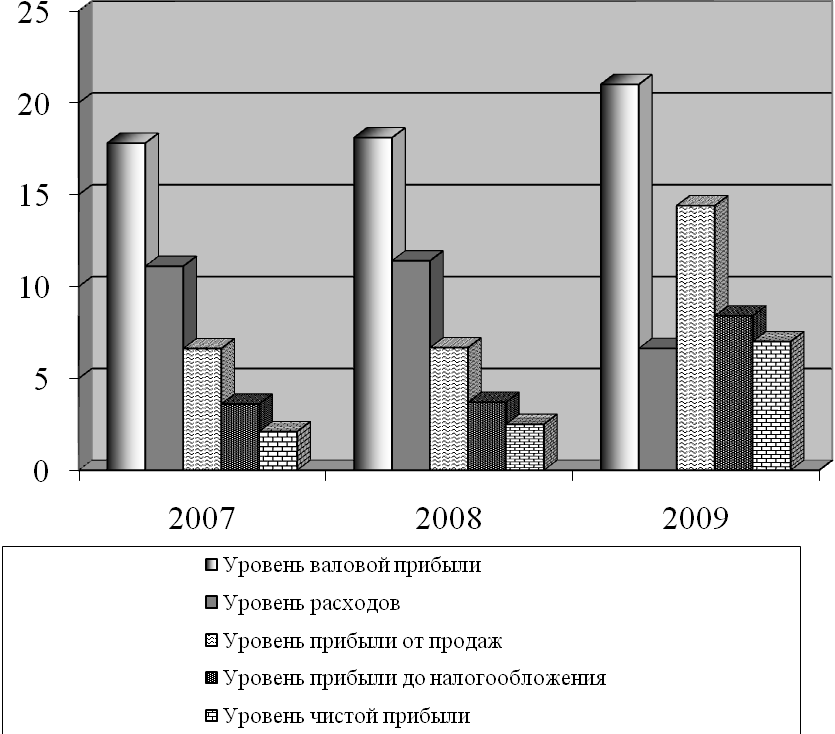 25
20
15
10
5
0
2007 2008 2009
Уровень валовой прибыли
Уровень расходов
Уровень прибыли от продаж
Уровень прибыли до налогообложения
Уровень чистой прибыли